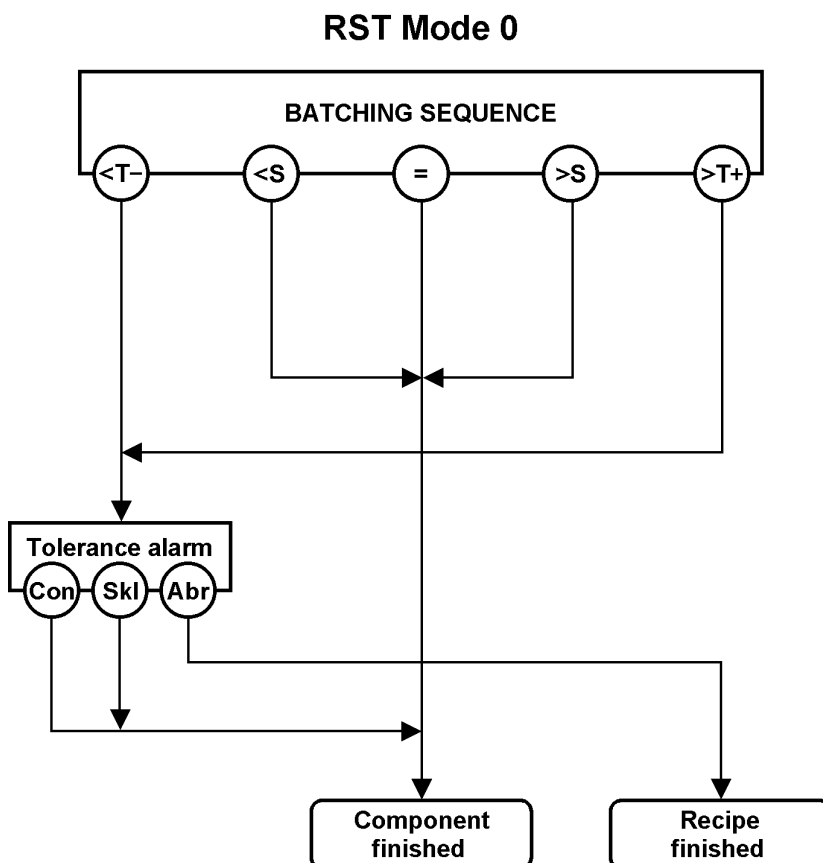 RST Mode 0
BATCHING SEQUENCE
<T−
<S
=
>S
>T+
Tolerance alarm
Con
Skl
Abr
Component
finished
Recipe
finished